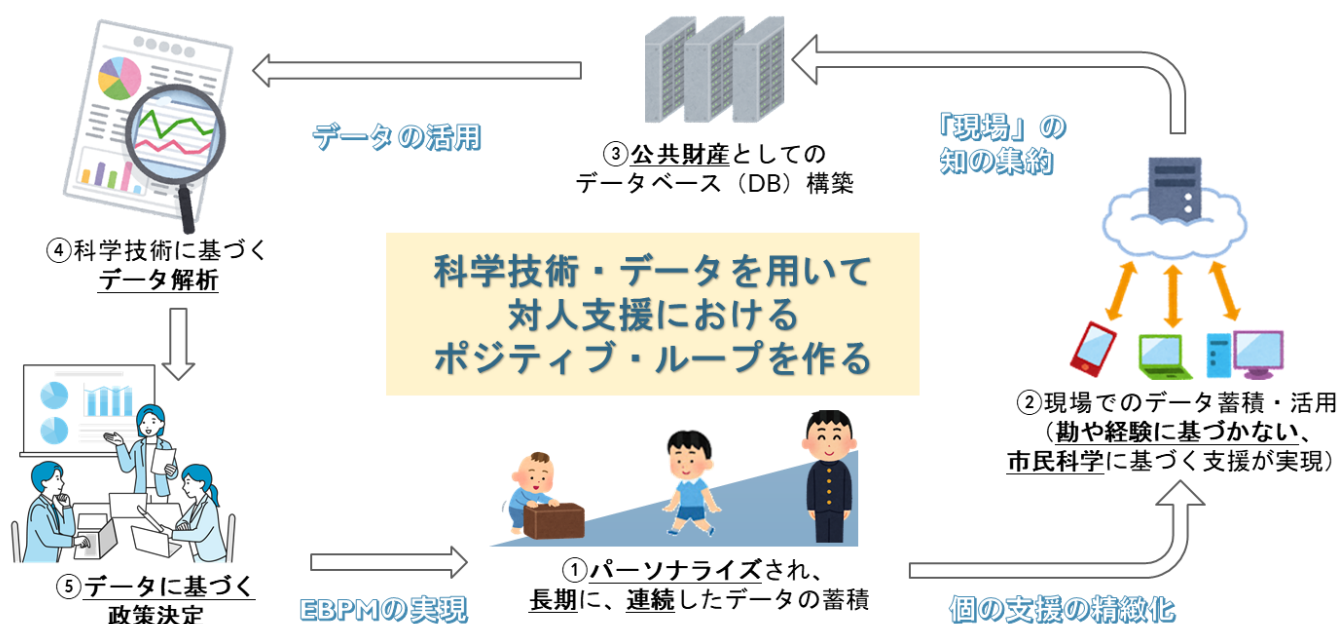 データの活用
③公共財産としての
データベース（DB）構築
「現場」の
知の集約
④科学技術に基づく
データ解析
科学技術・データを用いて
対人支援における
ポジティブ・ループを作る
②現場でのデータ蓄積・活用
（勘や経験に基づかない、
市民科学に基づく支援が実現）
⑤データに基づく
政策決定
EBPMの実現
①パーソナライズされ、
長期に、連続したデータの蓄積
個の支援の精緻化